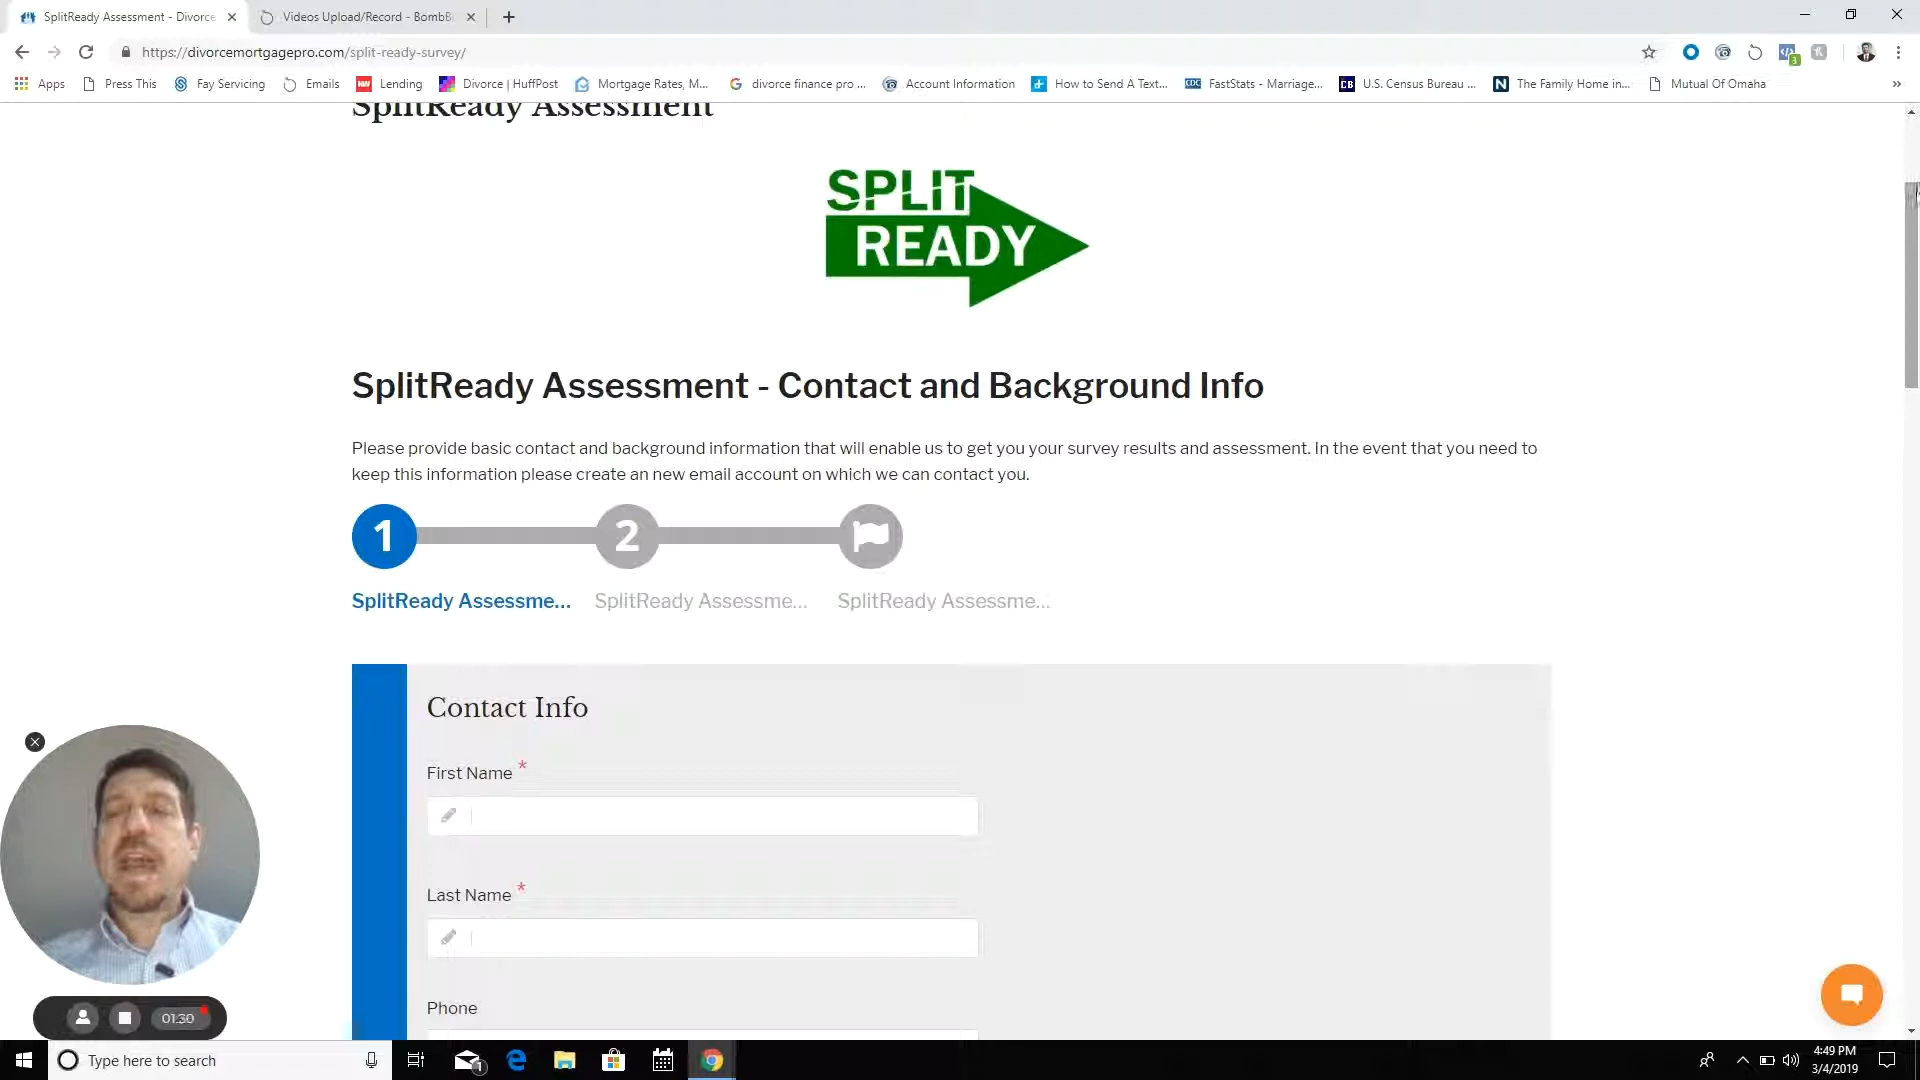 SplitReady Assessment - Divorce
Videos Upload/Record - BombB
https://divorcemortgagepro.com/split-ready-survey/
Apps
Press This
Fay Servicing
Emails
Lending
Divorce | HuffPost
Mortgage Rates, M...
divorce finance pro ...
Account Information
How to Send A Text...
FastStats - Marriage...
U.S. Census Bureau ...
The Family Home in...
Mutual Of Omaha
»
SplitReady Assessment
SPLIT
READY
SplitReady Assessment - Contact and Background Info
Please provide basic contact and background information that will enable us to get you your survey results and assessment. In the event that you need to
keep this information please create an new email account on which we can contact you.
1
2
SplitReady Assessme...
SplitReady Assessme...
SplitReady Assessme...
Contact Info
First Name *
Last Name *
Phone
01:30
Type here to search
1
4:49 PM
3/4/2019